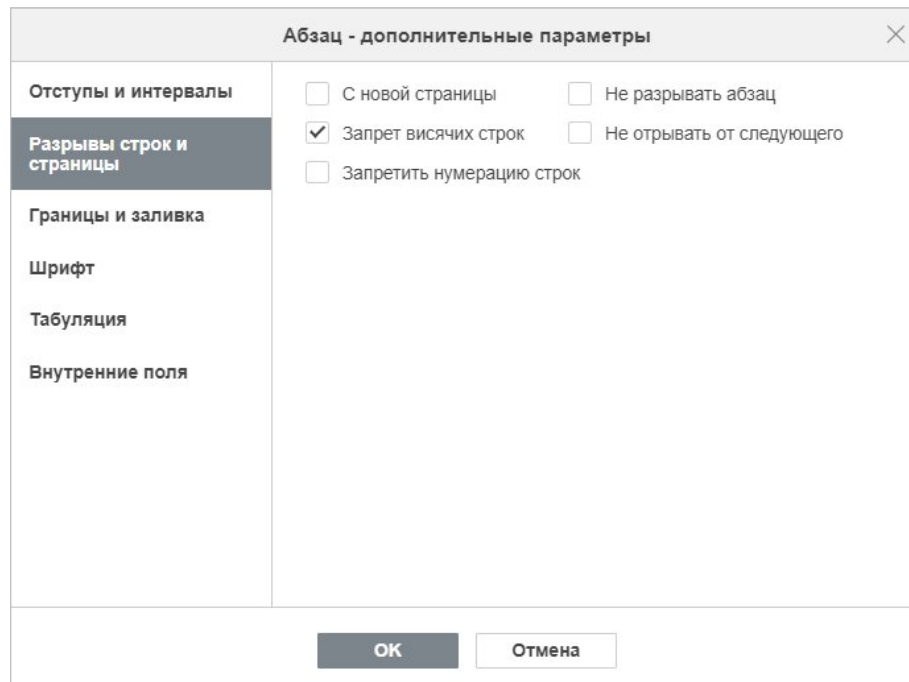 Абзац - дополнительные параметры
Отступы и интервалы
Разрывы строк и
страницы
Границы и заливка
Шрифт
Табуляция
Внутренние поля
С новой страницы
Не разрывать абзац
Запрет висячих строк
Не отрывать от следующего
Запретить нумерацию строк
OK
Отмена